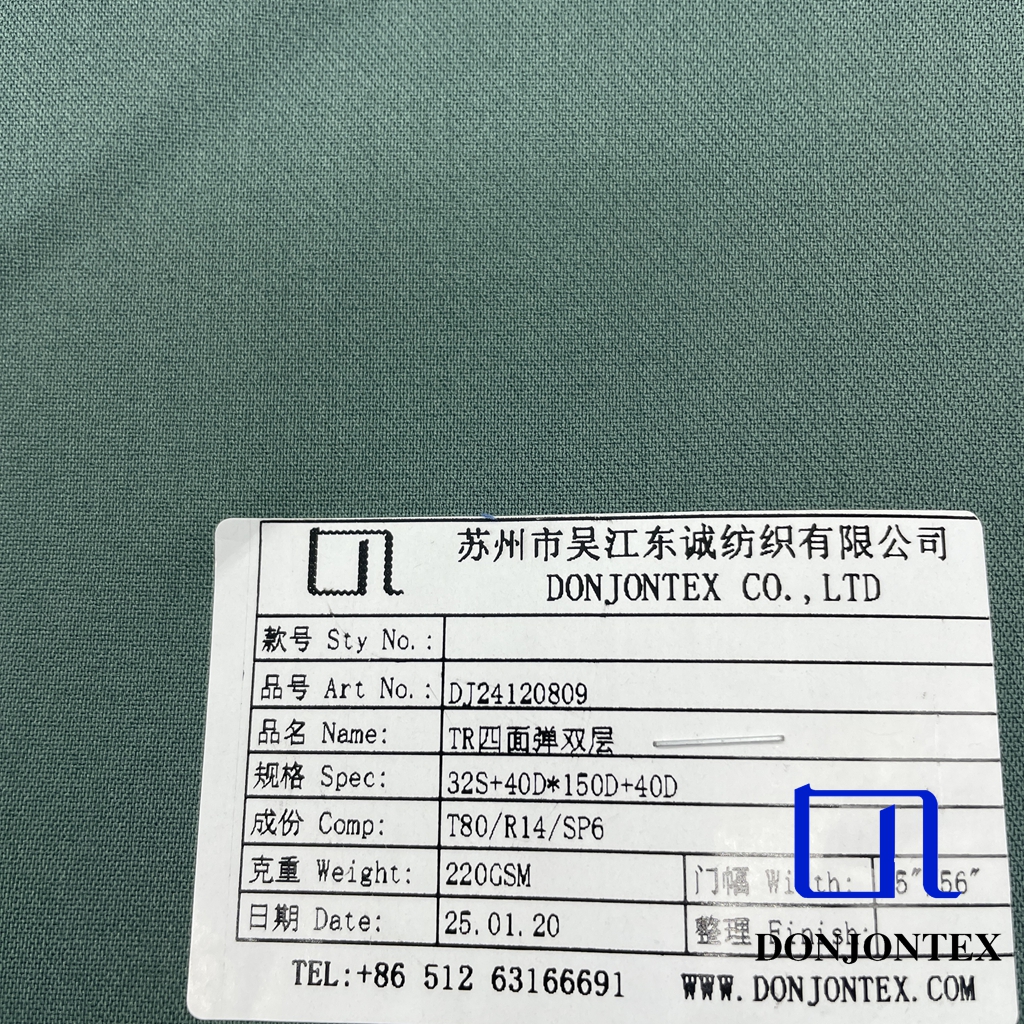 苏州市吴江东诚纺织有限公司
DONJONTEX CO.,LTD
款号 Sty No.:
品号 Art No.: DJ24120809
品名 Name: TR四面弹双层
规格 Spec: 32S+40D*150D+40D
成份 Comp: T80/R14/SP6
克重 Weight: 220GSM 门幅 Width: 56″
日期 Date: 25.01.20 整理 Finish:
DONJONTEX
TEL:+86 512 63166691 WWW.DONJONTEX.COM